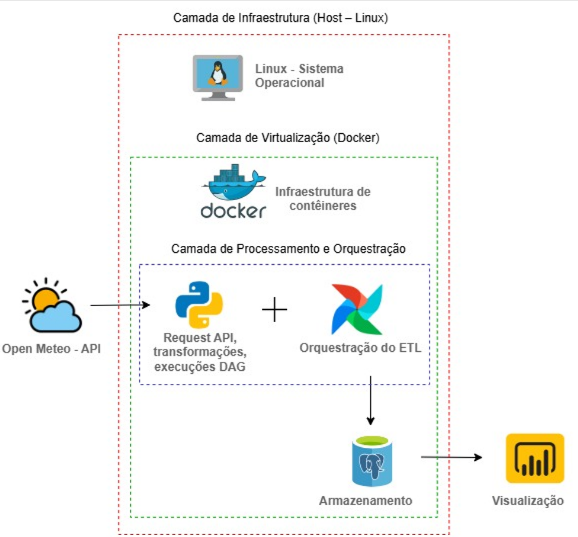 Camada de Infraestrutura (Host – Linux)
Linux - Sistema
Operacional
Camada de Virtualização (Docker)
docker
Infraestrutura de
contêineres
Camada de Processamento e Orquestração
Open Meteo - API
Request API,
transformações,
execuções DAG
Orquestração do ETL
Armazenamento
Visualização